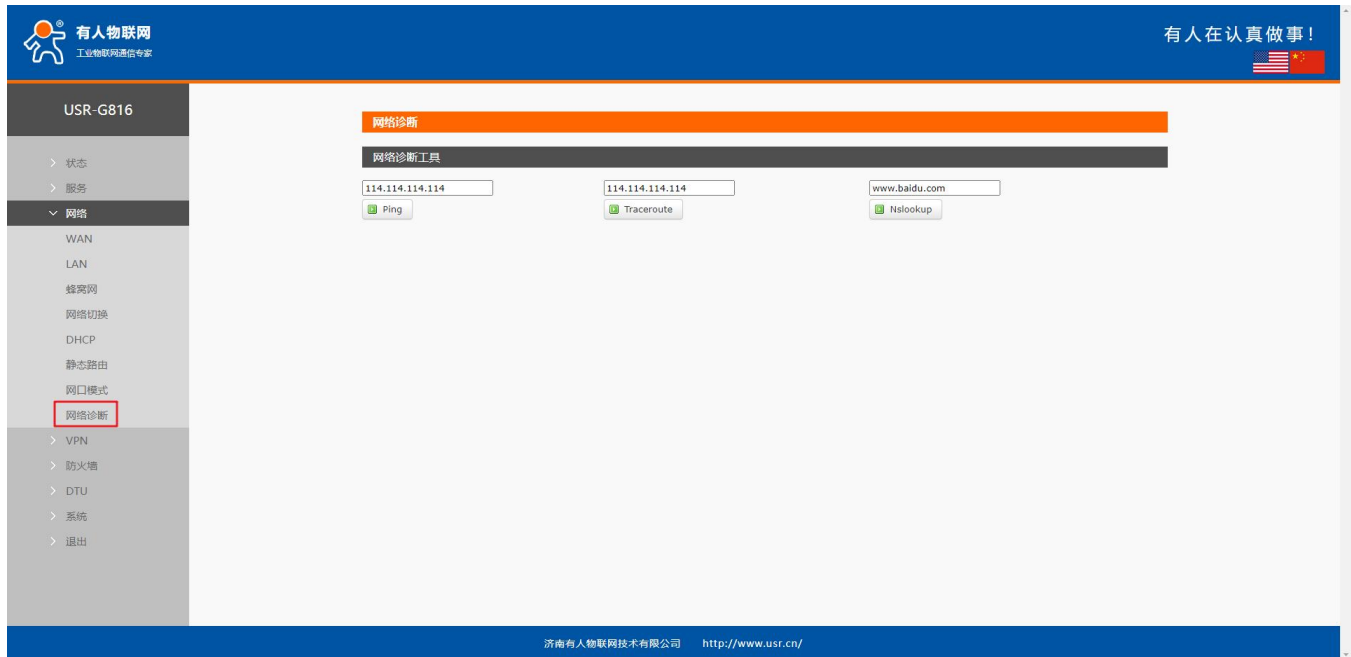 有人物联网
工业物联网通信专家
有人在认真做事！
USR-G816
状态
服务
网络
WAN
LAN
蜂窝网
网络切换
DHCP
静态路由
网口模式
网络诊断
VPN
防火墙
DTU
系统
退出
网络诊断
网络诊断工具
114.114.114.114 114.114.114.114 www.baidu.com
Ping Traceroute Nslookup
济南有人物联网技术有限公司 http://www.usr.cn/